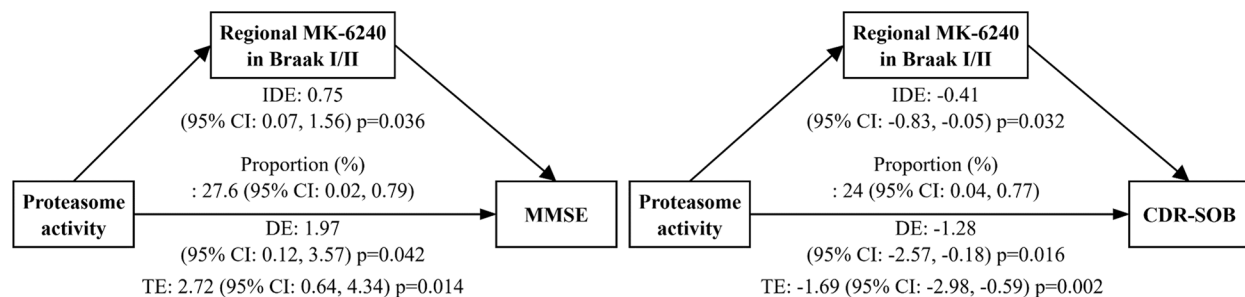 Regional MK-6240
in Braak I/II
IDE: 0.75
(95% CI: 0.07, 1.56) p=0.036
Proportion (%)
: 27.6 (95% CI: 0.02, 0.79)
Proteasome
activity
MMSE
DE: 1.97
(95% CI: 0.12, 3.57) p=0.042
TE: 2.72 (95% CI: 0.64, 4.34) p=0.014
Regional MK-6240
in Braak I/II
IDE: -0.41
(95% CI: -0.83, -0.05) p=0.032
Proportion (%)
: 24 (95% CI: 0.04, 0.77)
Proteasome
activity
CDR-SOB
DE: -1.28
(95% CI: -2.57, -0.18) p=0.016
TE: -1.69 (95% CI: -2.98, -0.59) p=0.002